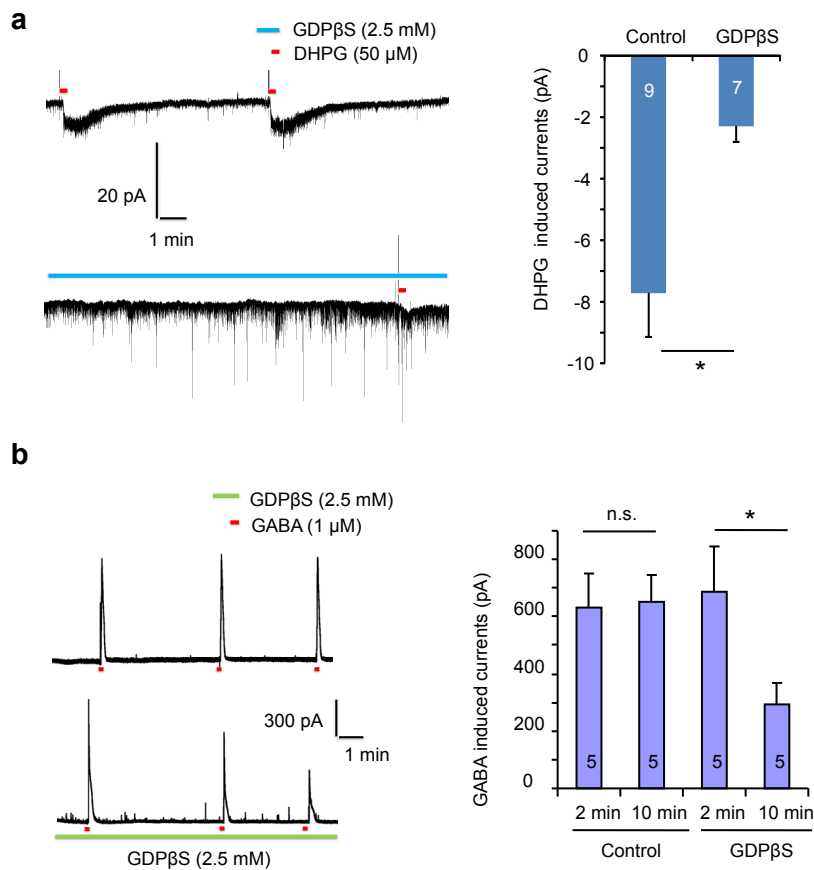 a
GDPβS (2.5 mM)
DHPG (50 μM)
20 pA
1 min
Control
GDPβS
0
-2
-4
-6
-8
-10
DHPG induced currents (pA)
9
7
*
b
GDPβS (2.5 mM)
GABA (1 μM)
300 pA
1 min
GDPβS (2.5 mM)
n.s.
*
800
600
400
200
0
GABA induced currents (pA)
5
5
5
5
2 min
10 min
2 min
10 min
Control
GDPβS